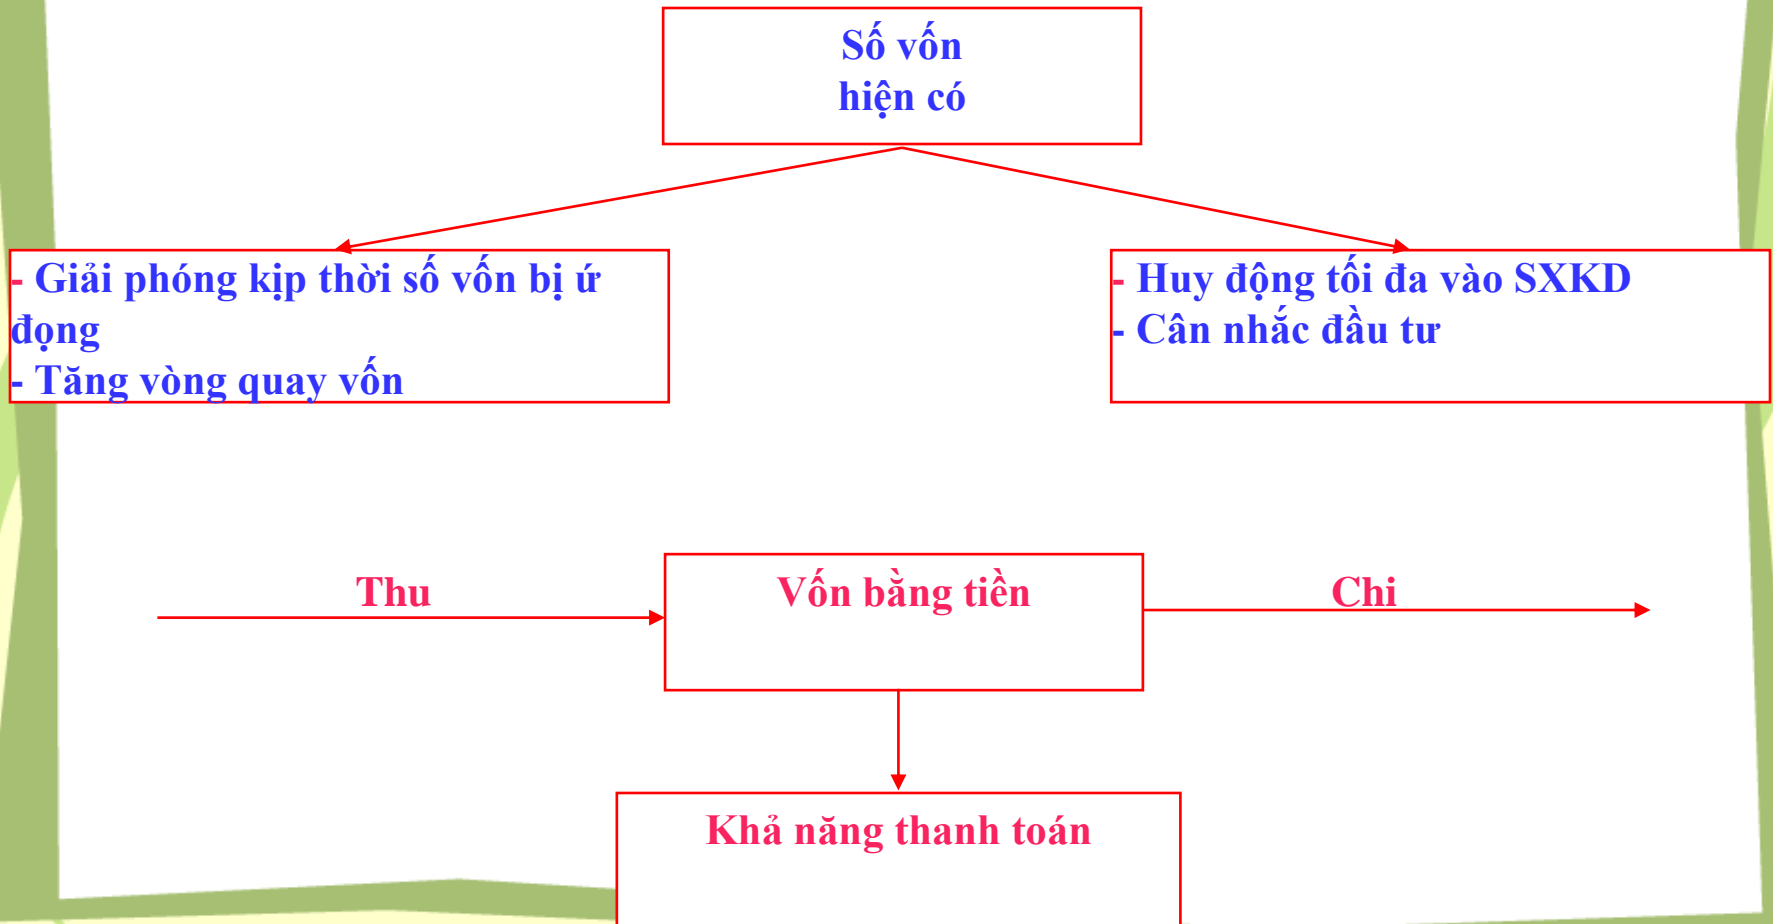 Số vốn
hiện có
- Giải phóng kịp thời số vốn bị ứ
đọng
- Tăng vòng quay vốn
- Huy động tối đa vào SXKD
- Cân nhắc đầu tư
Thu
Vốn bằng tiền
Chi
Khả năng thanh toán